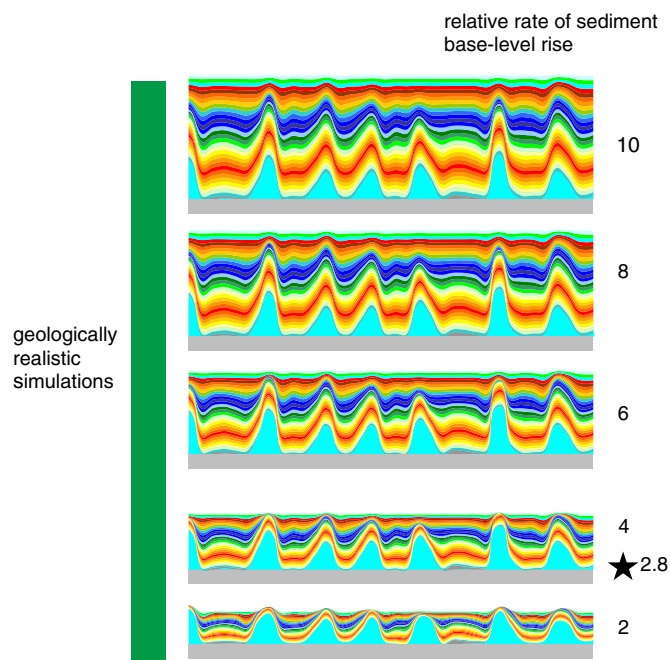 relative rate of sediment
base-level rise
10
8
geologically
realistic
simulations
6
4
2.8
2